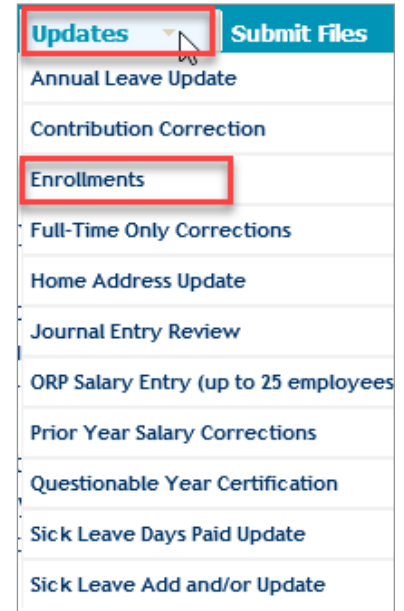 Updates Submit Files
Annual Leave Update
Contribution Correction
Enrollments
Full-Time Only Corrections
Home Address Update
Journal Entry Review
ORP Salary Entry (up to 25 employees
Prior Year Salary Corrections
Questionable Year Certification
Sick Leave Days Paid Update
Sick Leave Add and/or Update